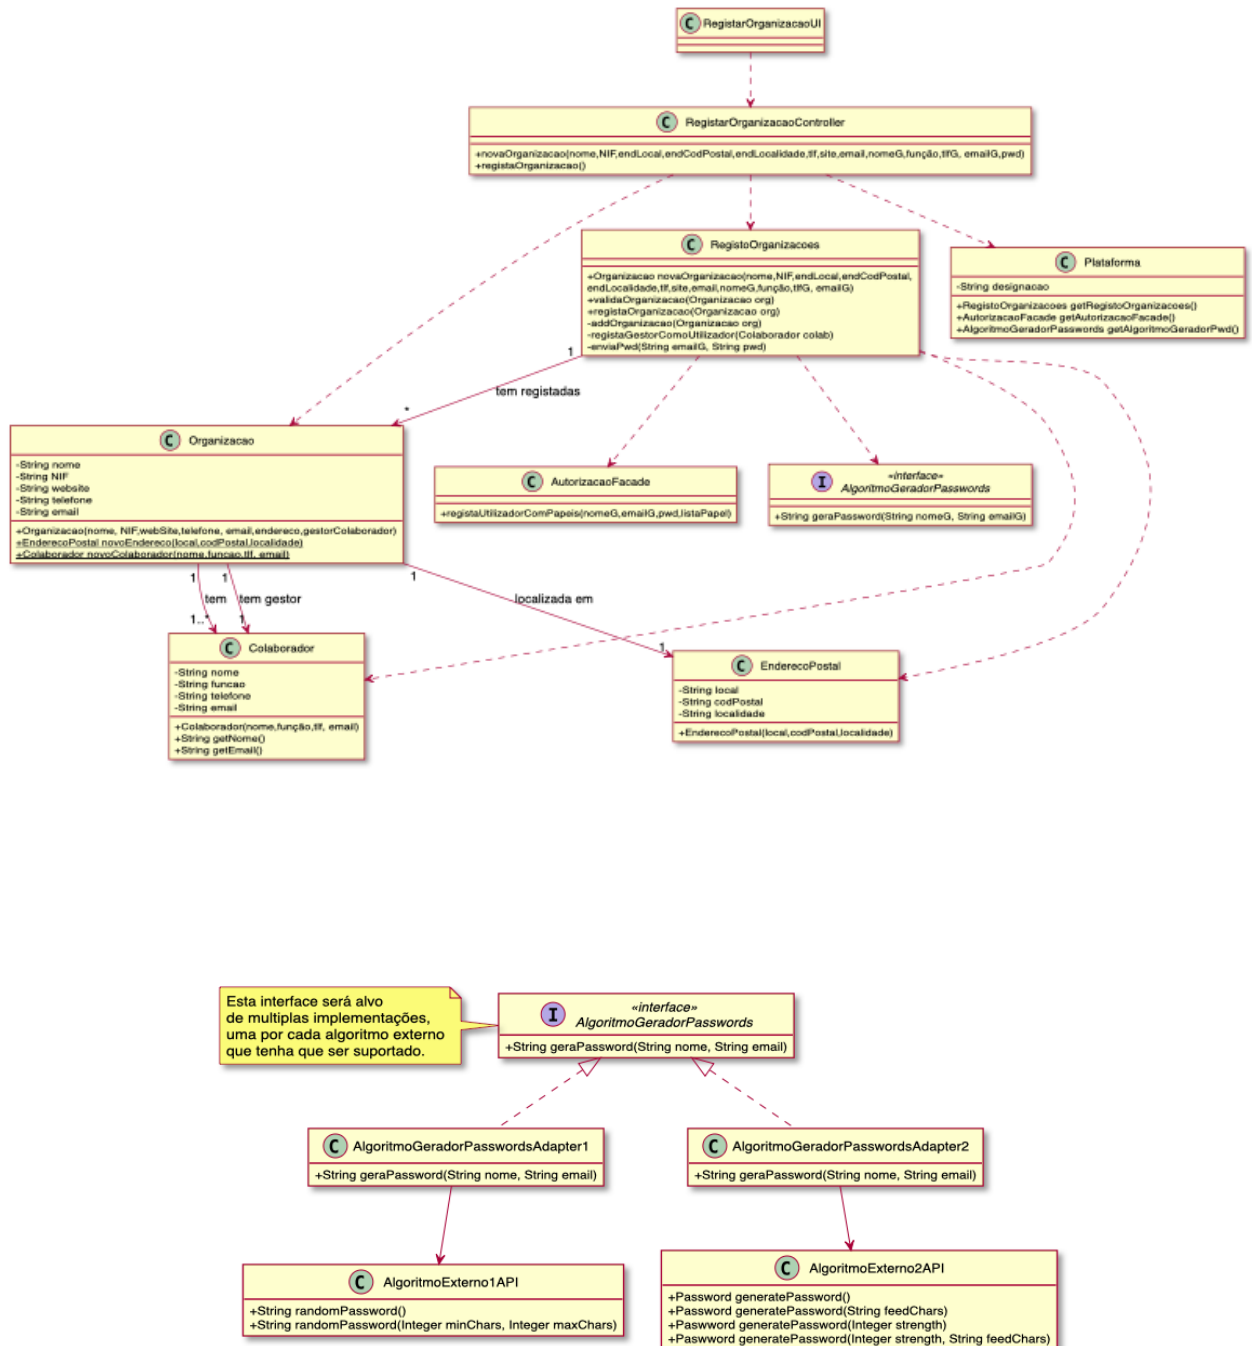 C RegistarOrganizacaoUI
C RegistarOrganizacaoController
+novaOrganizacao(nome,NIF,endLocal,endCodPostal,endLocalidade,tlf,site,email,nomeG,função,tlfG, emailG,pwd)
+registaOrganizacao()
C RegistoOrganizacoes
+Organizacao novaOrganizacao(nome,NIF,endLocal,endCodPostal,
endLocalidade,tlf,site,email,nomeG,função,tlfG, emailG)
+validaOrganizacao(Organizacao org)
+registaOrganizacao(Organizacao org)
-addOrganizacao(Organizacao org)
-registaGestorComoUtilizador(Colaborador colab)
-enviaPwd(String emailG, String pwd)
C Plataforma
-String designacao
+RegistoOrganizacoes getRegistoOrganizacoes()
+AutorizacaoFacade getAutorizacaoFacade()
+AlgoritmoGeradorPasswords getAlgoritmoGeradorPwd()
1
tem registadas
*
C Organizacao
-String nome
-String NIF
-String website
-String telefone
-String email
+Organizacao(nome, NIF,webSite,telefone, email,endereco,gestorColaborador)
+EnderecoPostal novoEndereco(local,codPostal,localidade)
+Colaborador novoColaborador(nome,funcao,tlf, email)
C AutorizacaoFacade
+registaUtilizadorComPapeis(nomeG,emailG,pwd,listaPapel)
I «interface»
AlgoritmoGeradorPasswords
+String geraPassword(String nomeG, String emailG)
1 1 1
tem tem gestor localizada em
1..* 1 1
C Colaborador
-String nome
-String funcao
-String telefone
-String email
+Colaborador(nome,função,tlf, email)
+String getNome()
+String getEmail()
C EnderecoPostal
-String local
-String codPostal
-String localidade
+EnderecoPostal(local,codPostal,localidade)
Esta interface será alvo
de multiplas implementações,
uma por cada algoritmo externo
que tenha que ser suportado.
I «interface»
AlgoritmoGeradorPasswords
+String geraPassword(String nome, String email)
C AlgoritmoGeradorPasswordsAdapter1
+String geraPassword(String nome, String email)
C AlgoritmoGeradorPasswordsAdapter2
+String geraPassword(String nome, String email)
C AlgoritmoExterno1API
+String randomPassword()
+String randomPassword(Integer minChars, Integer maxChars)
C AlgoritmoExterno2API
+Password generatePassword()
+Password generatePassword(String feedChars)
+Paswword generatePassword(Integer strength)
+Paswword generatePassword(Integer strength, String feedChars)